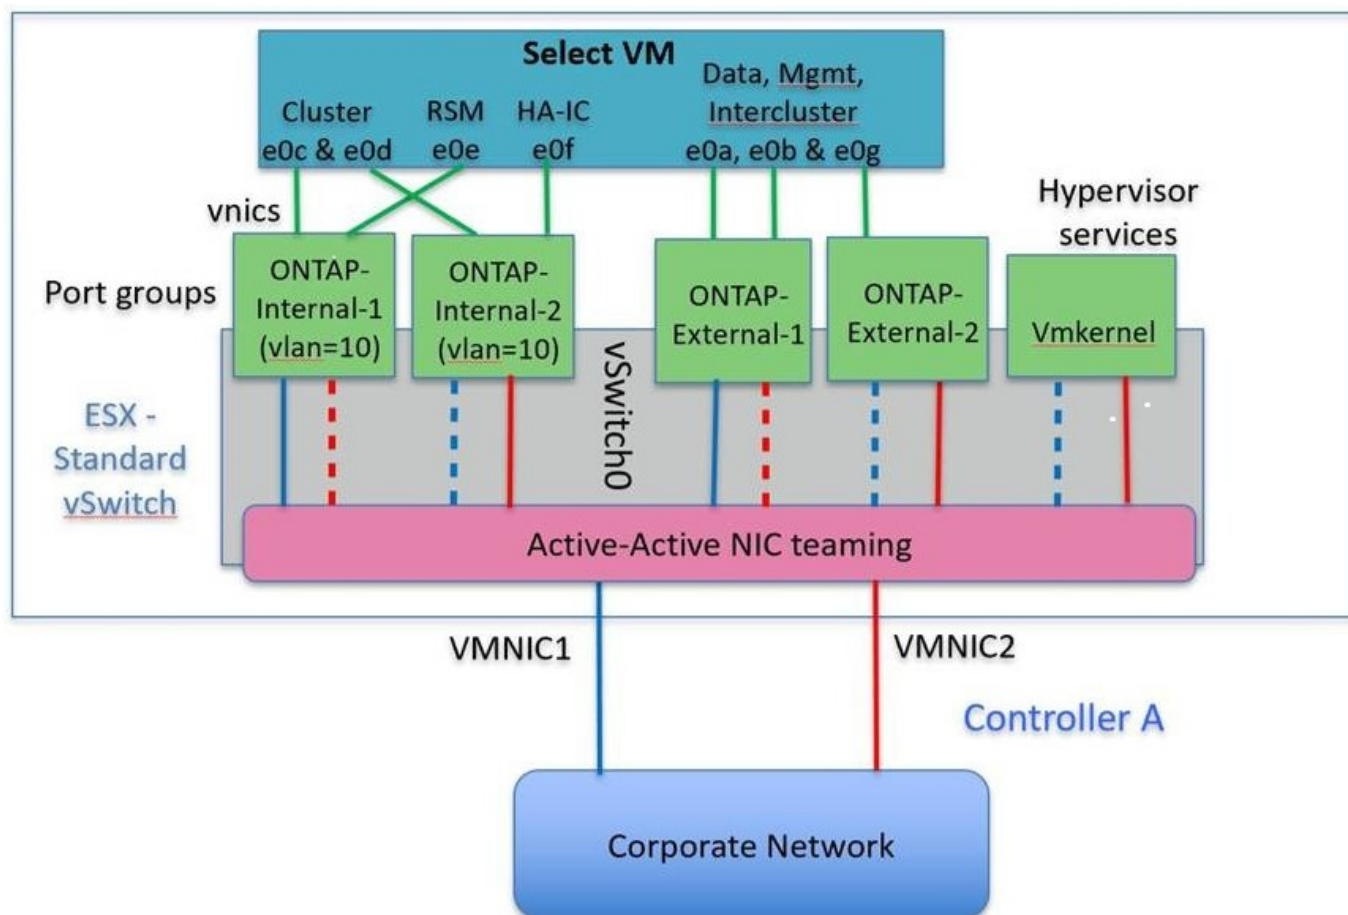 Select VM
Cluster
e0c & e0d
RSM
e0e
HA-IC
e0f
Data, Mgmt,
Intercluster
e0a, e0b & e0g
vnics
Hypervisor
services
Port groups
ONTAP-
Internal-1
(vlan=10)
ONTAP-
Internal-2
(vlan=10)
ONTAP-
External-1
ONTAP-
External-2
Vmkernel
ESX -
Standard
vSwitch
vSwitch0
Active-Active NIC teaming
VMNIC1
VMNIC2
Controller A
Corporate Network